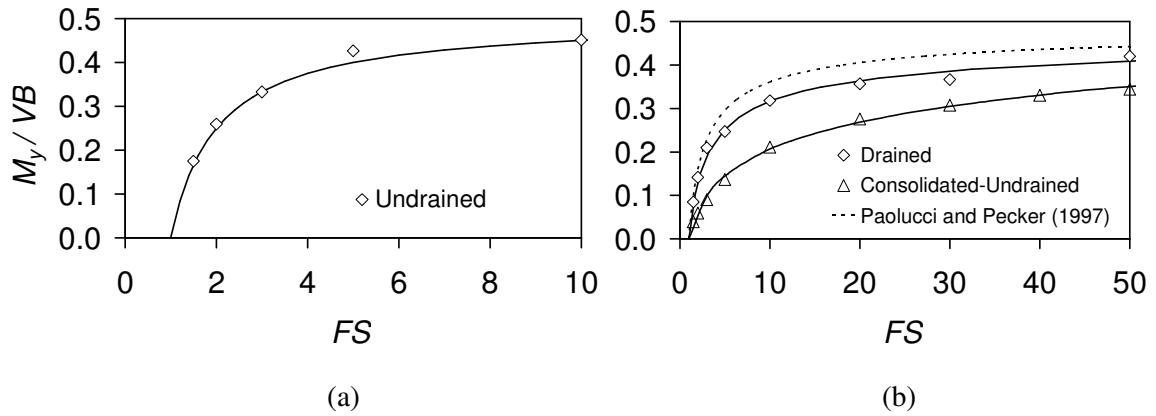 M_y / VB
0.5
0.4
0.3
0.2
0.1
0.0
0 2 4 6 8 10
FS
Undrained
(a)
0.5
0.4
0.3
0.2
0.1
0.0
0 10 20 30 40 50
FS
Drained
Consolidated-Undrained
Paolucci and Pecker (1997)
(b)